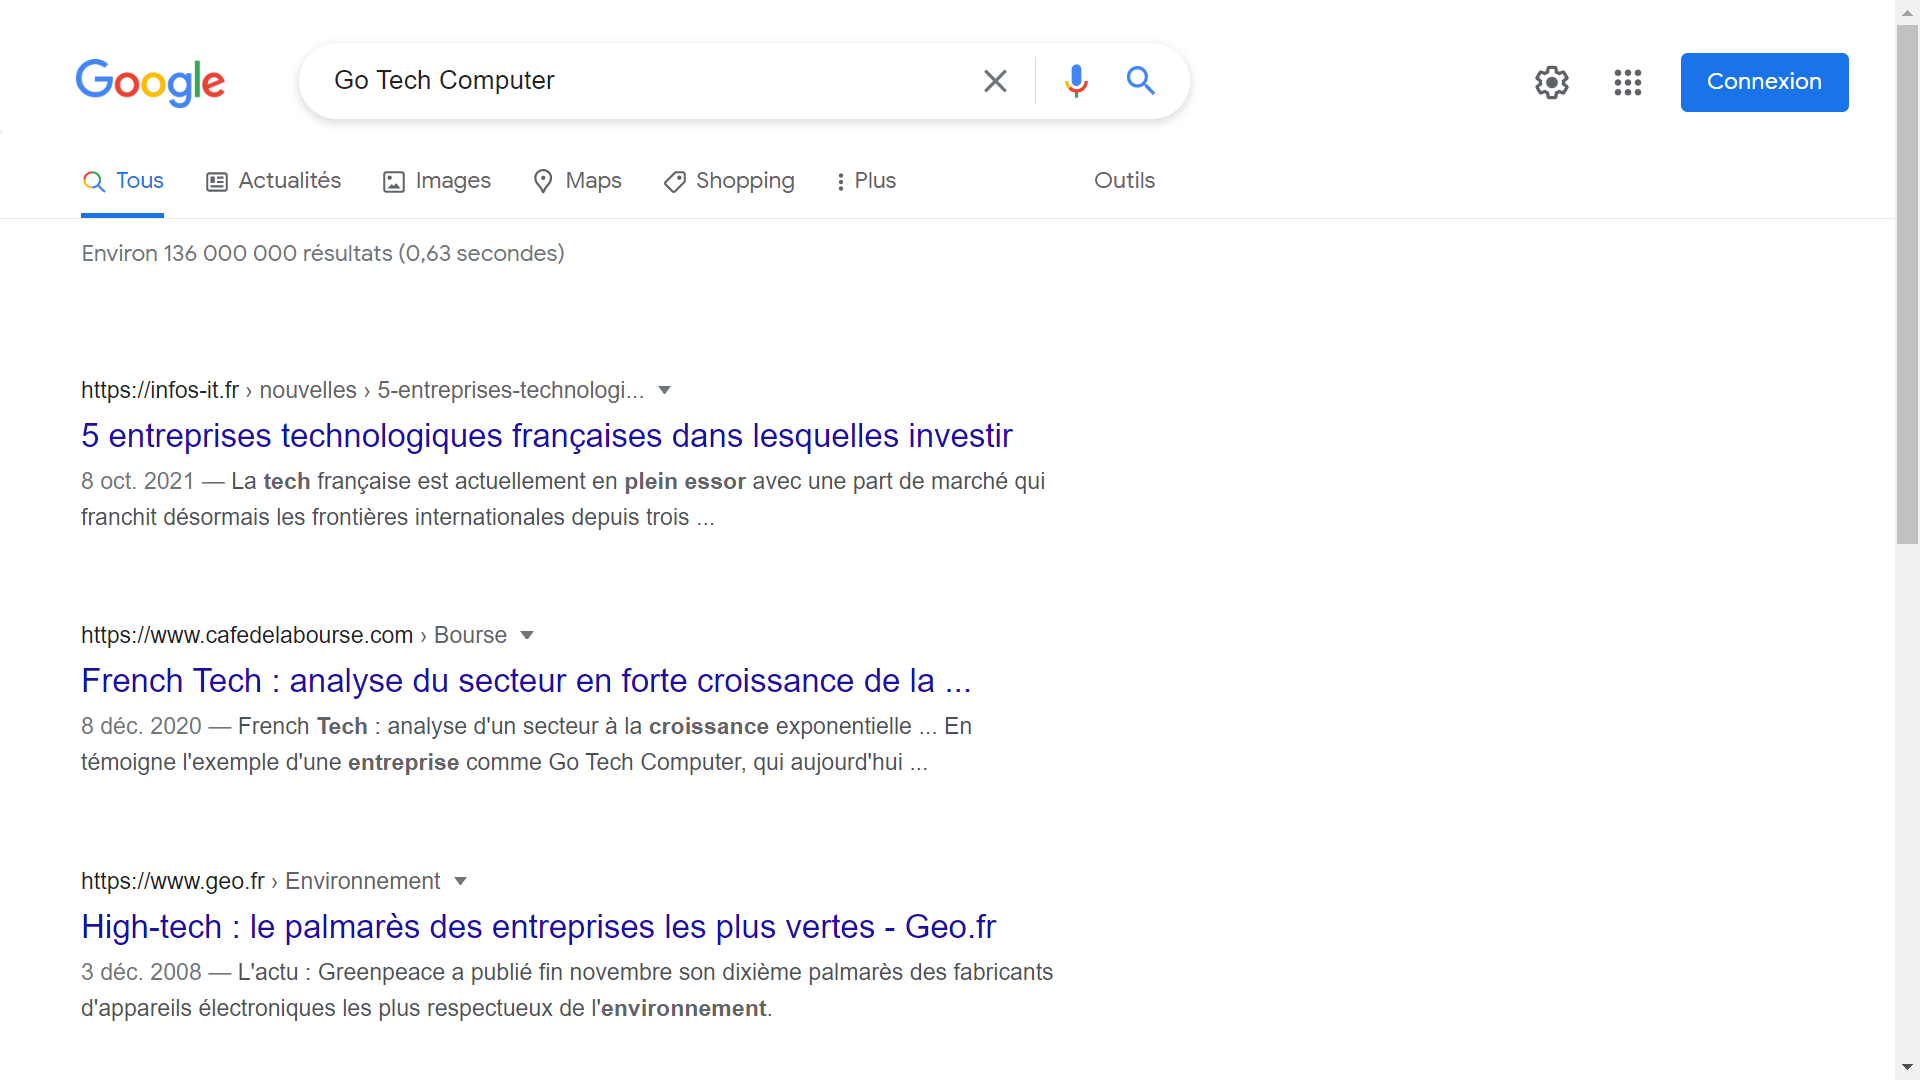 Google
Go Tech Computer
Connexion
Tous
Actualités
Images
Maps
Shopping
Plus
Outils
Environ 136 000 000 résultats (0,63 secondes)
https://infos-it.fr › nouvelles › 5-entreprises-technologi...
5 entreprises technologiques françaises dans lesquelles investir
8 oct. 2021 — La tech française est actuellement en plein essor avec une part de marché qui
franchit désormais les frontières internationales depuis trois ...
https://www.cafedelabourse.com › Bourse
French Tech : analyse du secteur en forte croissance de la ...
8 déc. 2020 — French Tech : analyse d'un secteur à la croissance exponentielle ... En
témoigne l'exemple d'une entreprise comme Go Tech Computer, qui aujourd'hui ...
https://www.geo.fr › Environnement
High-tech : le palmarès des entreprises les plus vertes - Geo.fr
3 déc. 2008 — L'actu : Greenpeace a publié fin novembre son dixième palmarès des fabricants
d'appareils électroniques les plus respectueux de l'environnement.